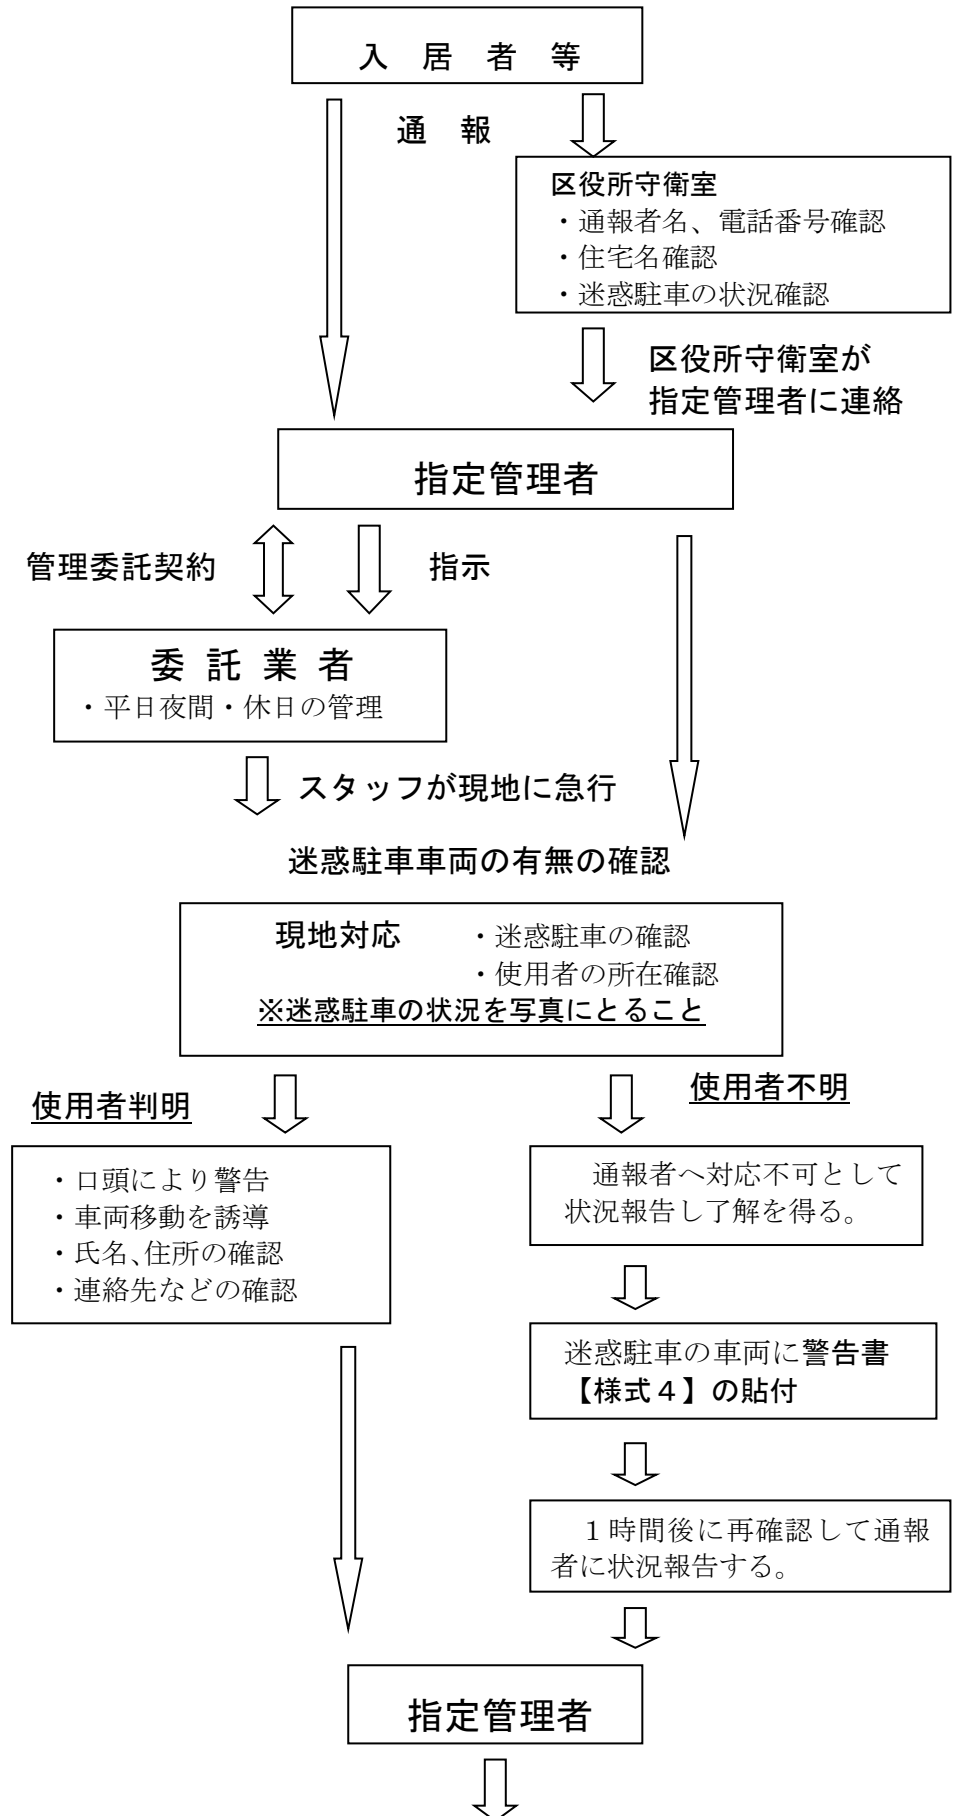 入　居　者　等
通　報
区役所守衛室
・通報者名、電話番号確認
・住宅名確認
・迷惑駐車の状況確認
区役所守衛室が
指定管理者に連絡
指定管理者
管理委託契約
指示
委　託　業　者
・平日夜間・休日の管理
スタッフが現地に急行
迷惑駐車車両の有無の確認
現地対応　　・迷惑駐車の確認
・使用者の所在確認
※迷惑駐車の状況を写真にとること
使用者判明
・口頭により警告
・車両移動を誘導
・氏名、住所の確認
・連絡先などの確認
使用者不明
通報者へ対応不可として
状況報告し了解を得る。
迷惑駐車の車両に警告書
【様式４】の貼付
１時間後に再確認して通報
者に状況報告する。
指定管理者